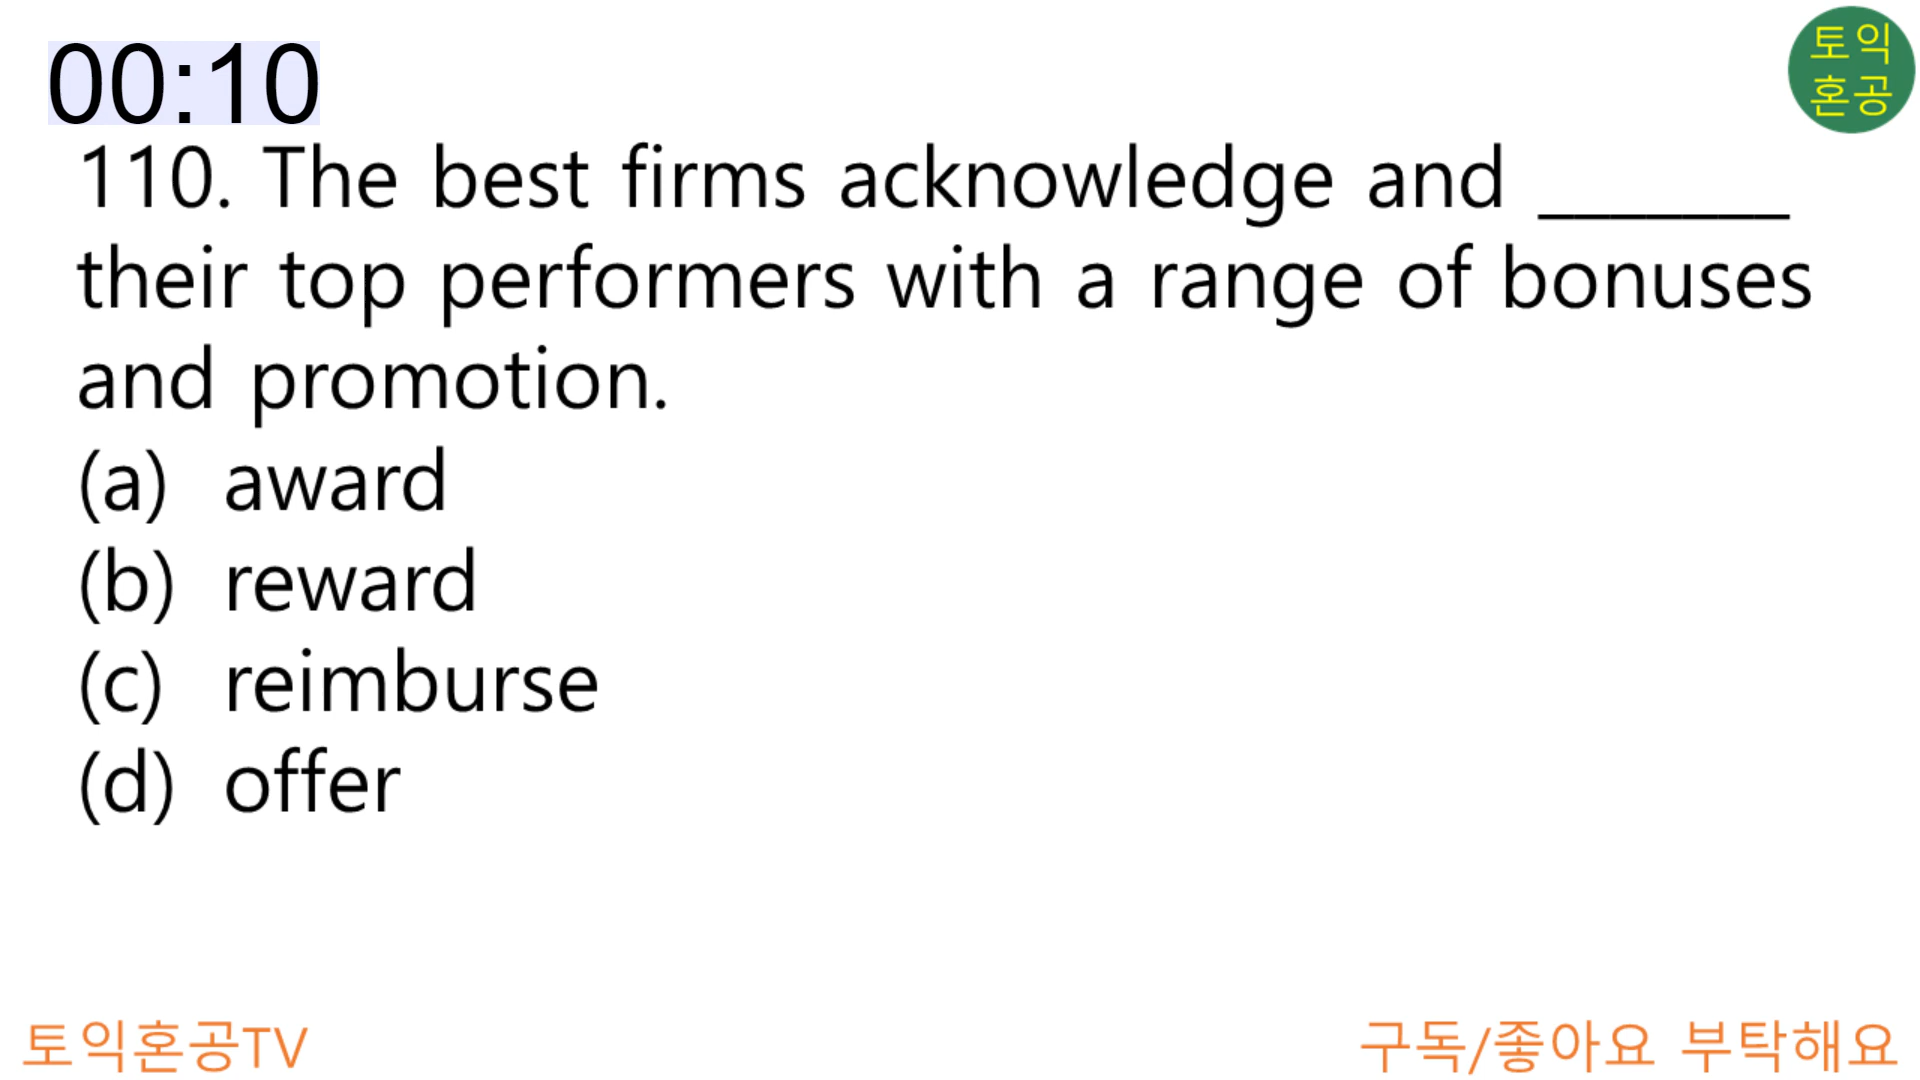 00:10
토익
혼공
110. The best firms acknowledge and _______
their top performers with a range of bonuses
and promotion.
(a) award
(b) reward
(c) reimburse
(d) offer
토익혼공TV
구독/좋아요 부탁해요